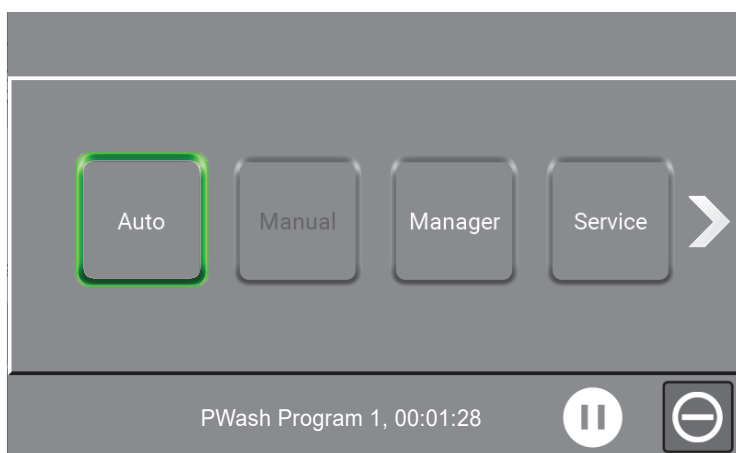 Auto
Manual
Manager
Service
PWash Program 1, 00:01:28